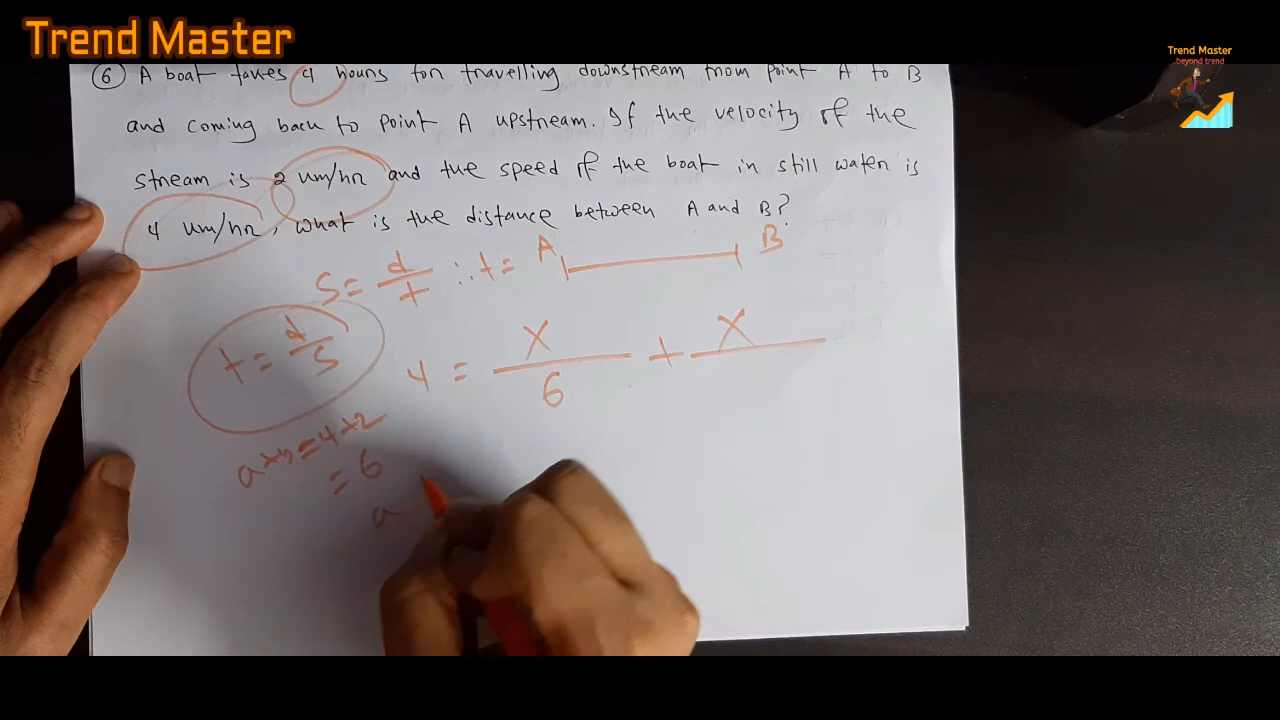 Trend Master
Trend Master
..beyond trend
⑥ A boat takes 4 hours for travelling downstream from point A to B
and coming back to point A upstream. If the velocity of the
stream is 2 km/hr and the speed of the boat in still water is
4 km/hr, what is the distance between A and B?
S = d/t ∴ t = A B
t = d/S
4 = x/6 + x
a+b = 4+2
= 6
a